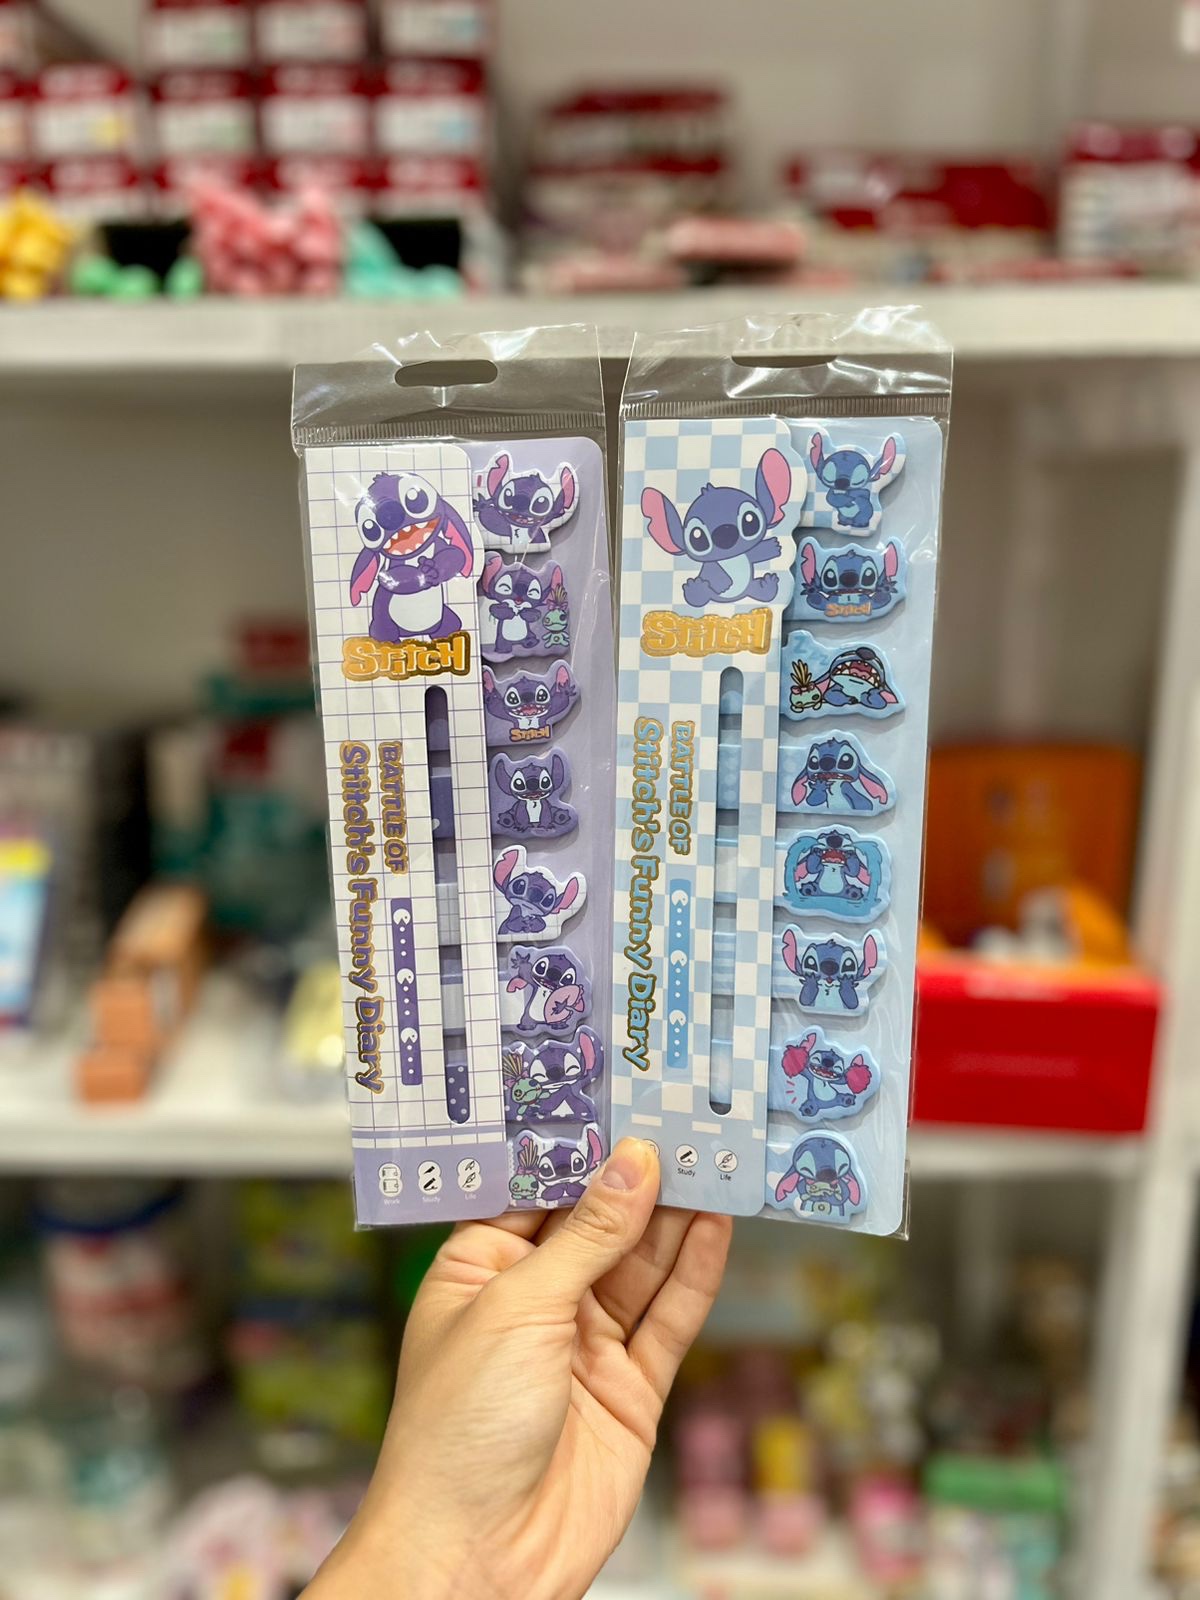 STITCH
BATTLE OF
Stitch's Funny Diary
STITCH
Work
Study
Life
STITCH
BATTLE OF
Stitch's Funny Diary
STITCH
Study
Life